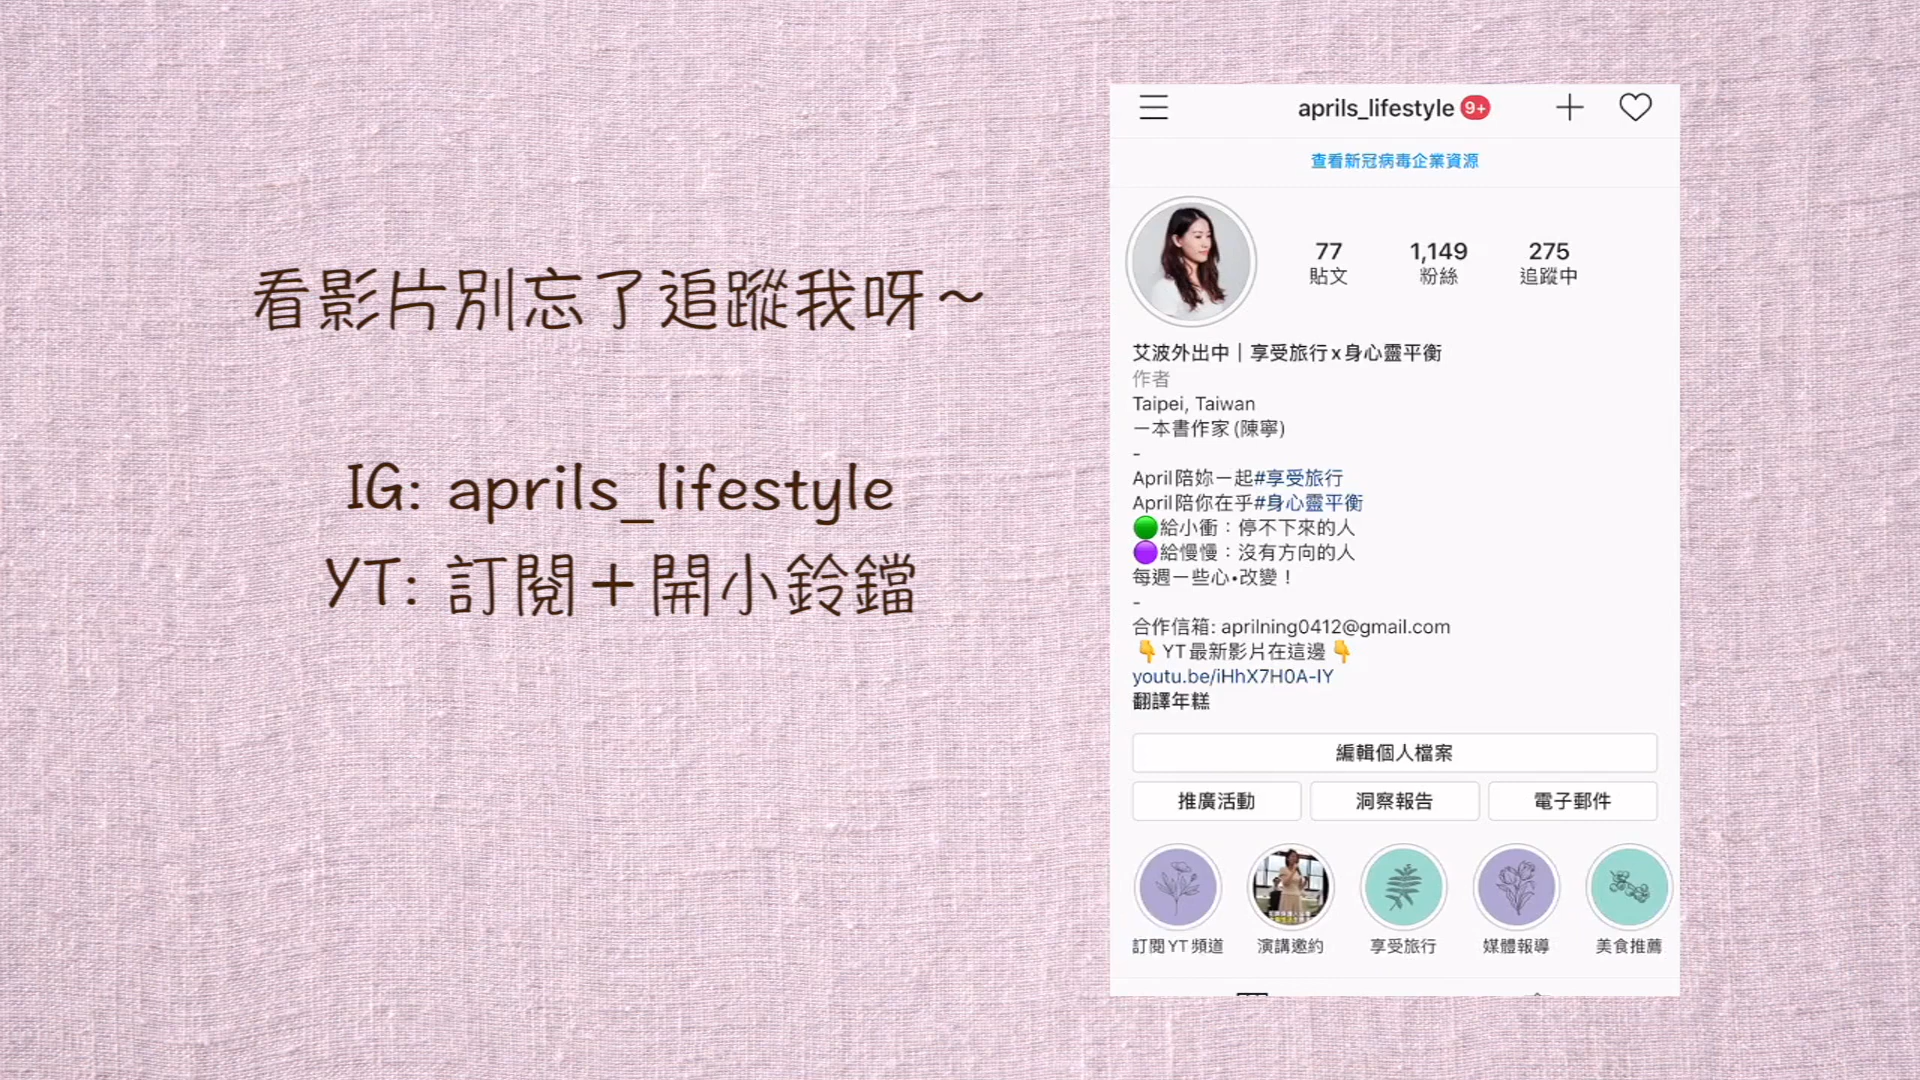 看影片別忘了追蹤我呀～
IG: aprils_lifestyle
YT: 訂閱＋開小鈴鐺
aprils_lifestyle 9+
查看新冠病毒企業資源
77 1,149 275
貼文 粉絲 追蹤中
艾波外出中｜享受旅行x身心靈平衡
作者
Taipei, Taiwan
一本書作家(陳寧)
-
April陪妳一起#享受旅行
April陪你在乎#身心靈平衡
🟢給小衝：停不下來的人
🟣給慢慢：沒有方向的人
每週一些心•改變！
-
合作信箱: aprilning0412@gmail.com
👇YT最新影片在這邊👇
youtu.be/iHhX7H0A-IY
翻譯年糕
編輯個人檔案
推廣活動 洞察報告 電子郵件
訂閱YT頻道 演講邀約 享受旅行 媒體報導 美食推薦